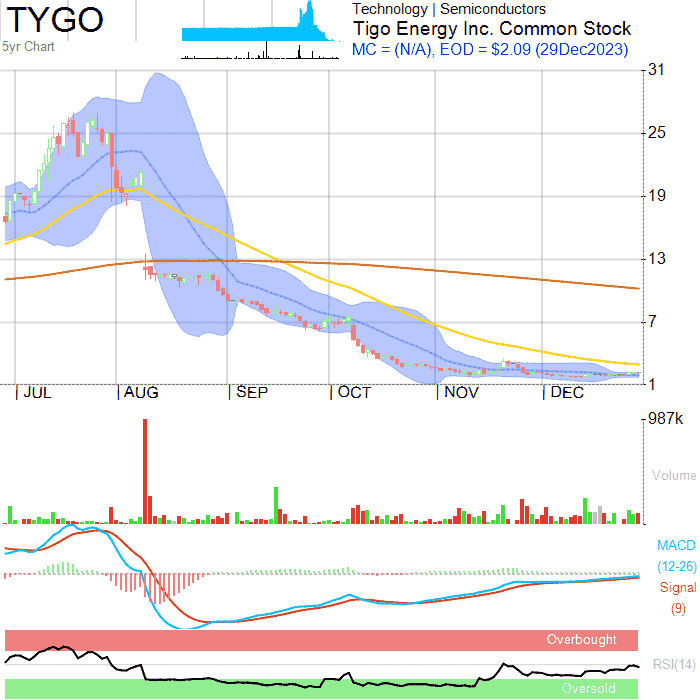 TYGO
5yr Chart
Technology | Semiconductors
Tigo Energy Inc. Common Stock
MC = (N/A), EOD = $2.09 (29Dec2023)
31
25
19
13
7
1
JUL AUG SEP OCT NOV DEC
987k
Volume
MACD
(12-26)
Signal
(9)
Overbought
RSI(14)
Oversold